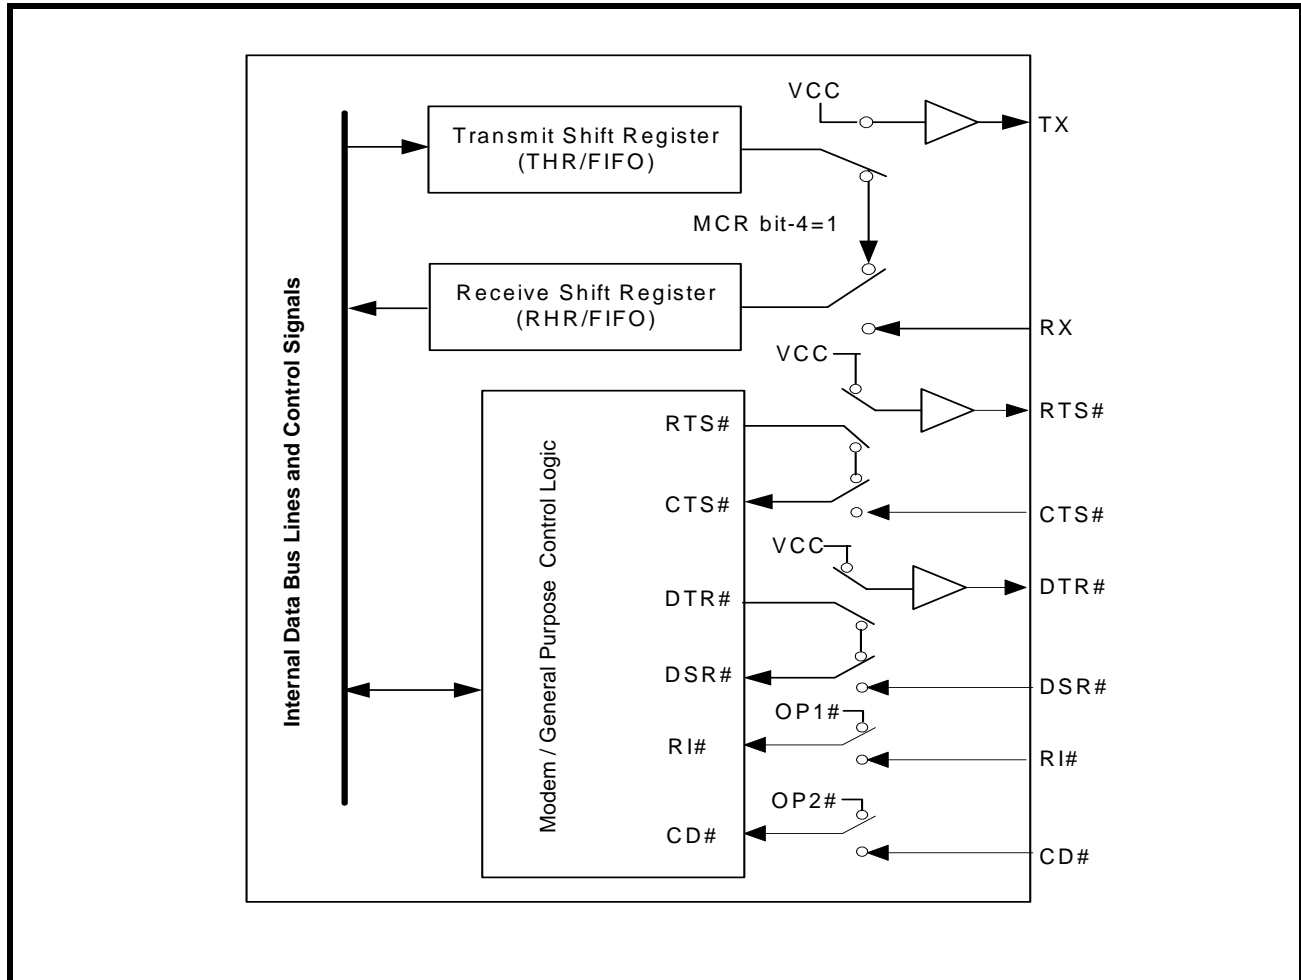 VCC
TX
Transmit Shift Register
(THR/FIFO)
MCR bit-4=1
Receive Shift Register
(RHR/FIFO)
RX
VCC
RTS#
RTS#
CTS#
CTS#
VCC
DTR#
DTR#
DSR#
DSR#
OP1#
RI#
RI#
OP2#
CD#
CD#
Internal Data Bus Lines and Control Signals
Modem / General Purpose Control Logic